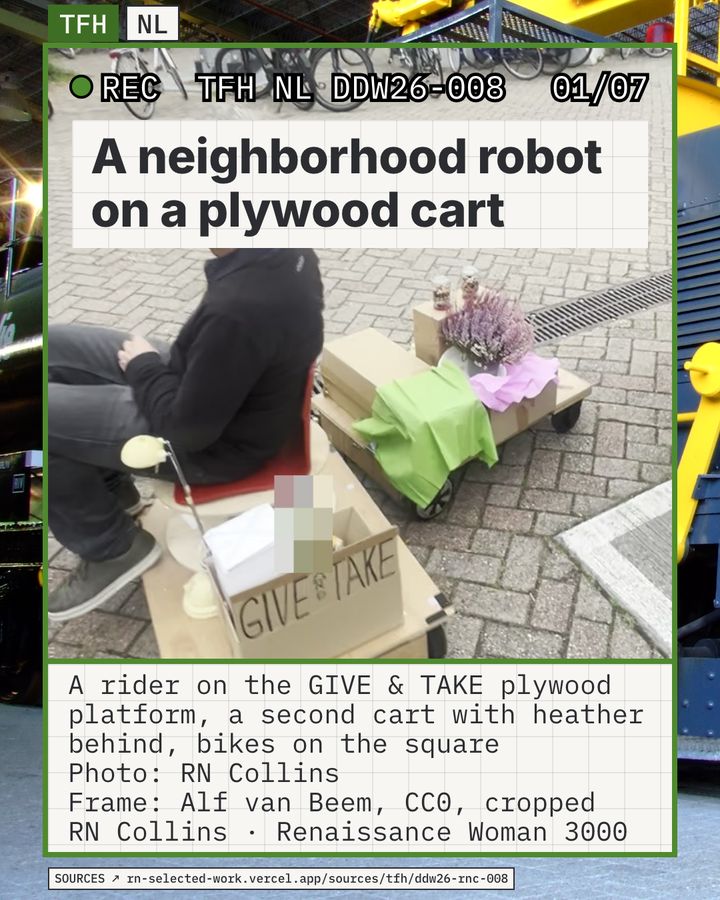 TFH NL
REC TFH NL DDW26-008 01/07
A neighborhood robot
on a plywood cart
GIVE & TAKE
A rider on the GIVE & TAKE plywood
platform, a second cart with heather
behind, bikes on the square
Photo: RN Collins
Frame: Alf van Beem, CC0, cropped
RN Collins · Renaissance Woman 3000
SOURCES ↗ rn-selected-work.vercel.app/sources/tfh/ddw26-rnc-008